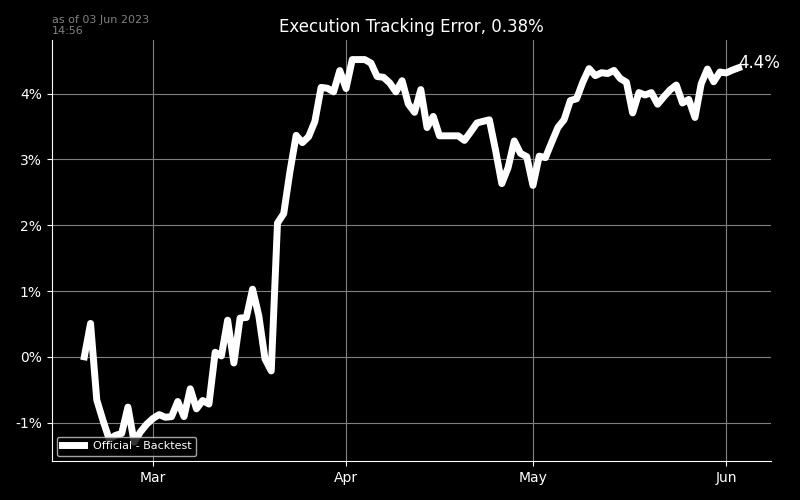 as of 03 Jun 2023
14:56
Execution Tracking Error, 0.38%
4.4%
4%
3%
2%
1%
0%
-1%
Official - Backtest
Mar
Apr
May
Jun